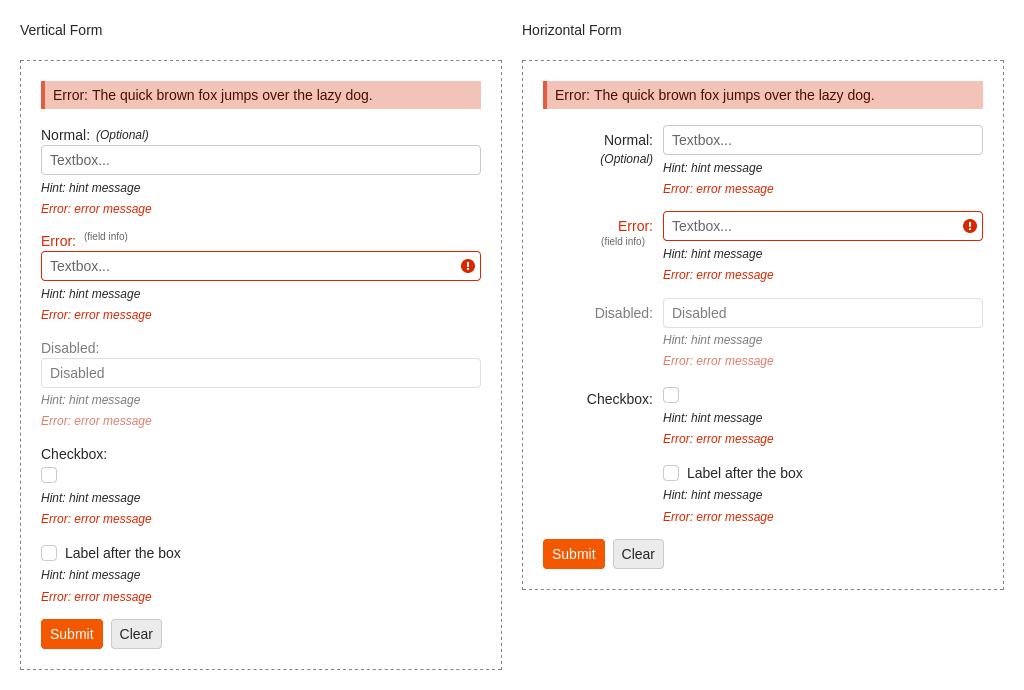 Vertical Form
Error: The quick brown fox jumps over the lazy dog.
Normal: (Optional)
Textbox...
Hint: hint message
Error: error message
Error: (field info)
Textbox...
Hint: hint message
Error: error message
Disabled:
Disabled
Hint: hint message
Error: error message
Checkbox:
Hint: hint message
Error: error message
Label after the box
Hint: hint message
Error: error message
Submit Clear
Horizontal Form
Error: The quick brown fox jumps over the lazy dog.
Normal: Textbox...
(Optional) Hint: hint message
Error: error message
Error: Textbox...
(field info) Hint: hint message
Error: error message
Disabled: Disabled
Hint: hint message
Error: error message
Checkbox:
Hint: hint message
Error: error message
Label after the box
Hint: hint message
Error: error message
Submit Clear